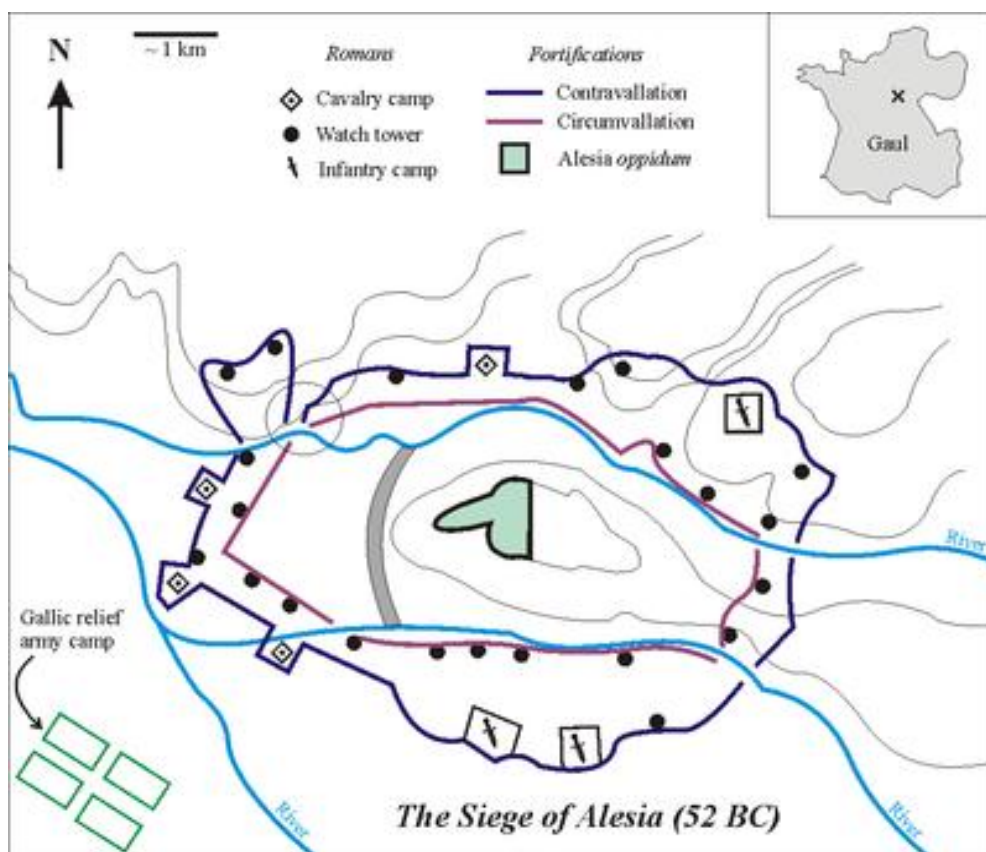 N
~ 1 km
Romans
Cavalry camp
Watch tower
Infantry camp
Fortifications
Contravallation
Circumvallation
Alesia oppidum
Gaul
River
Gallic relief
army camp
River
River
The Siege of Alesia (52 BC)